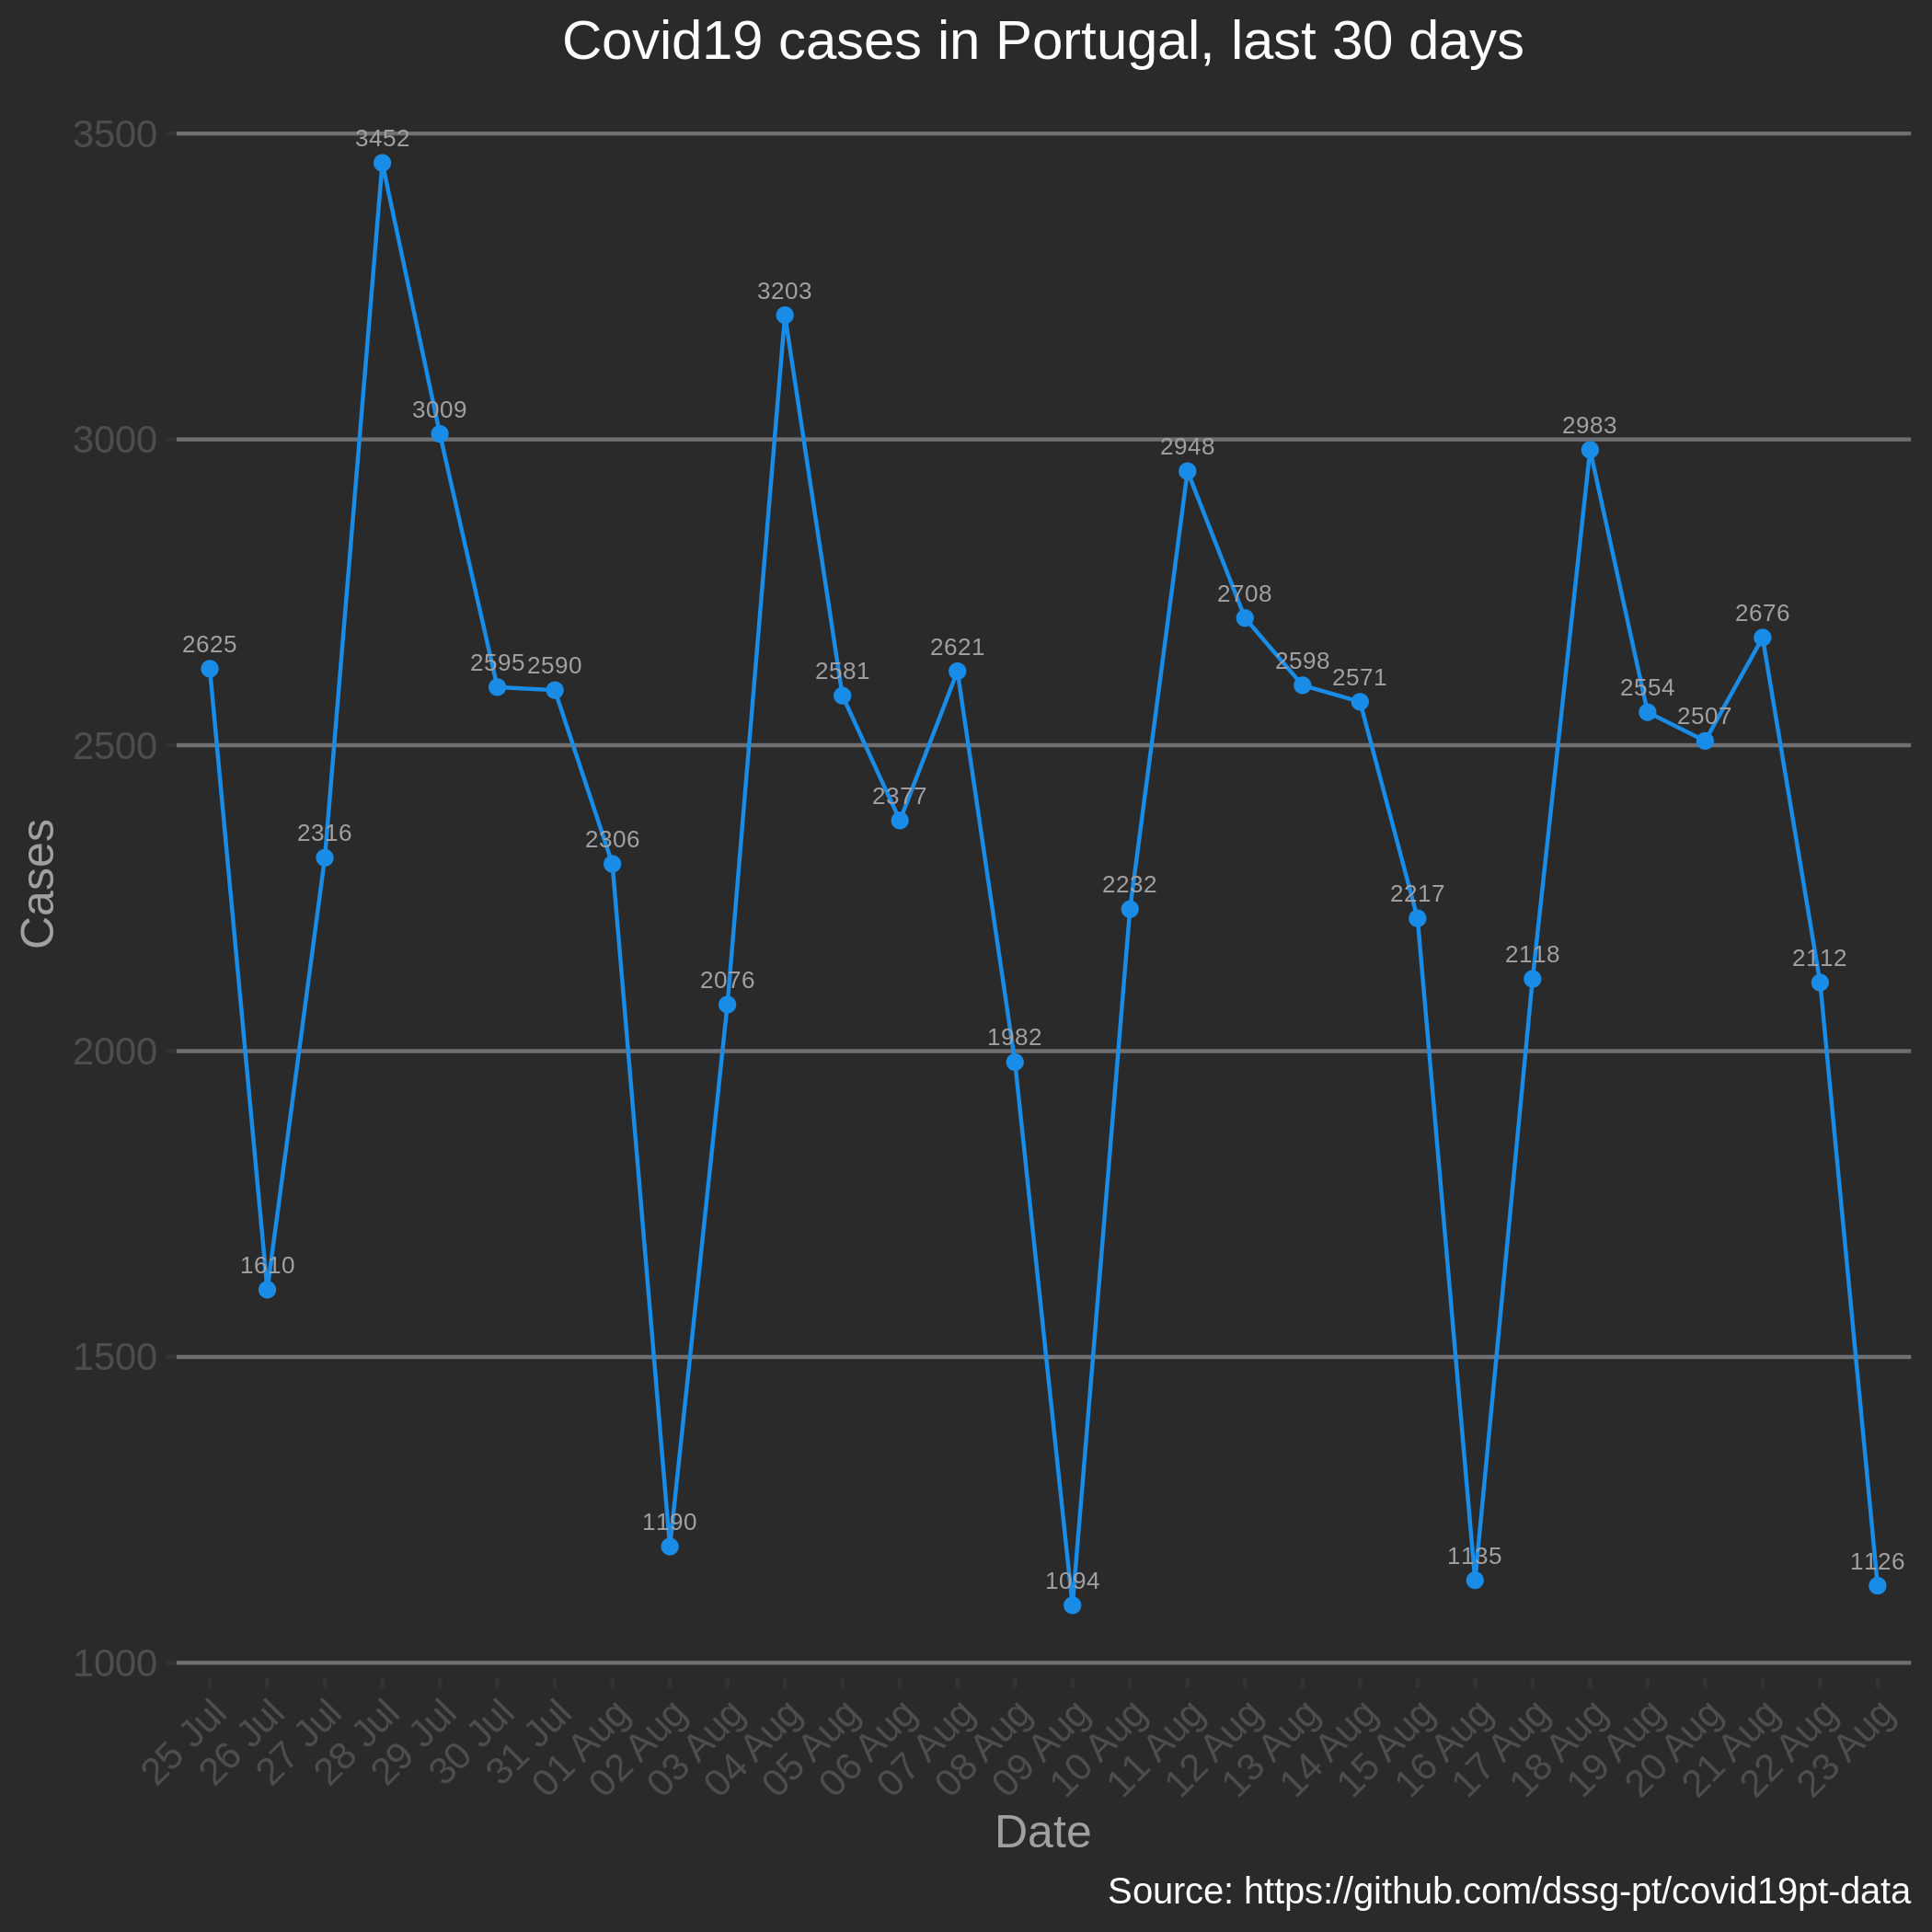 Covid19 cases in Portugal, last 30 days
3500
3000
2500
2000
1500
1000
Cases
2625
1610
2316
3452
3009
2595
2590
2306
1190
2076
3203
2581
2377
2621
1982
1094
2232
2948
2708
2598
2571
2217
1135
2118
2983
2554
2507
2676
2112
1126
25 Jul
26 Jul
27 Jul
28 Jul
29 Jul
30 Jul
31 Jul
01 Aug
02 Aug
03 Aug
04 Aug
05 Aug
06 Aug
07 Aug
08 Aug
09 Aug
10 Aug
11 Aug
12 Aug
13 Aug
14 Aug
15 Aug
16 Aug
17 Aug
18 Aug
19 Aug
20 Aug
21 Aug
22 Aug
23 Aug
Date
Source: https://github.com/dssg-pt/covid19pt-data